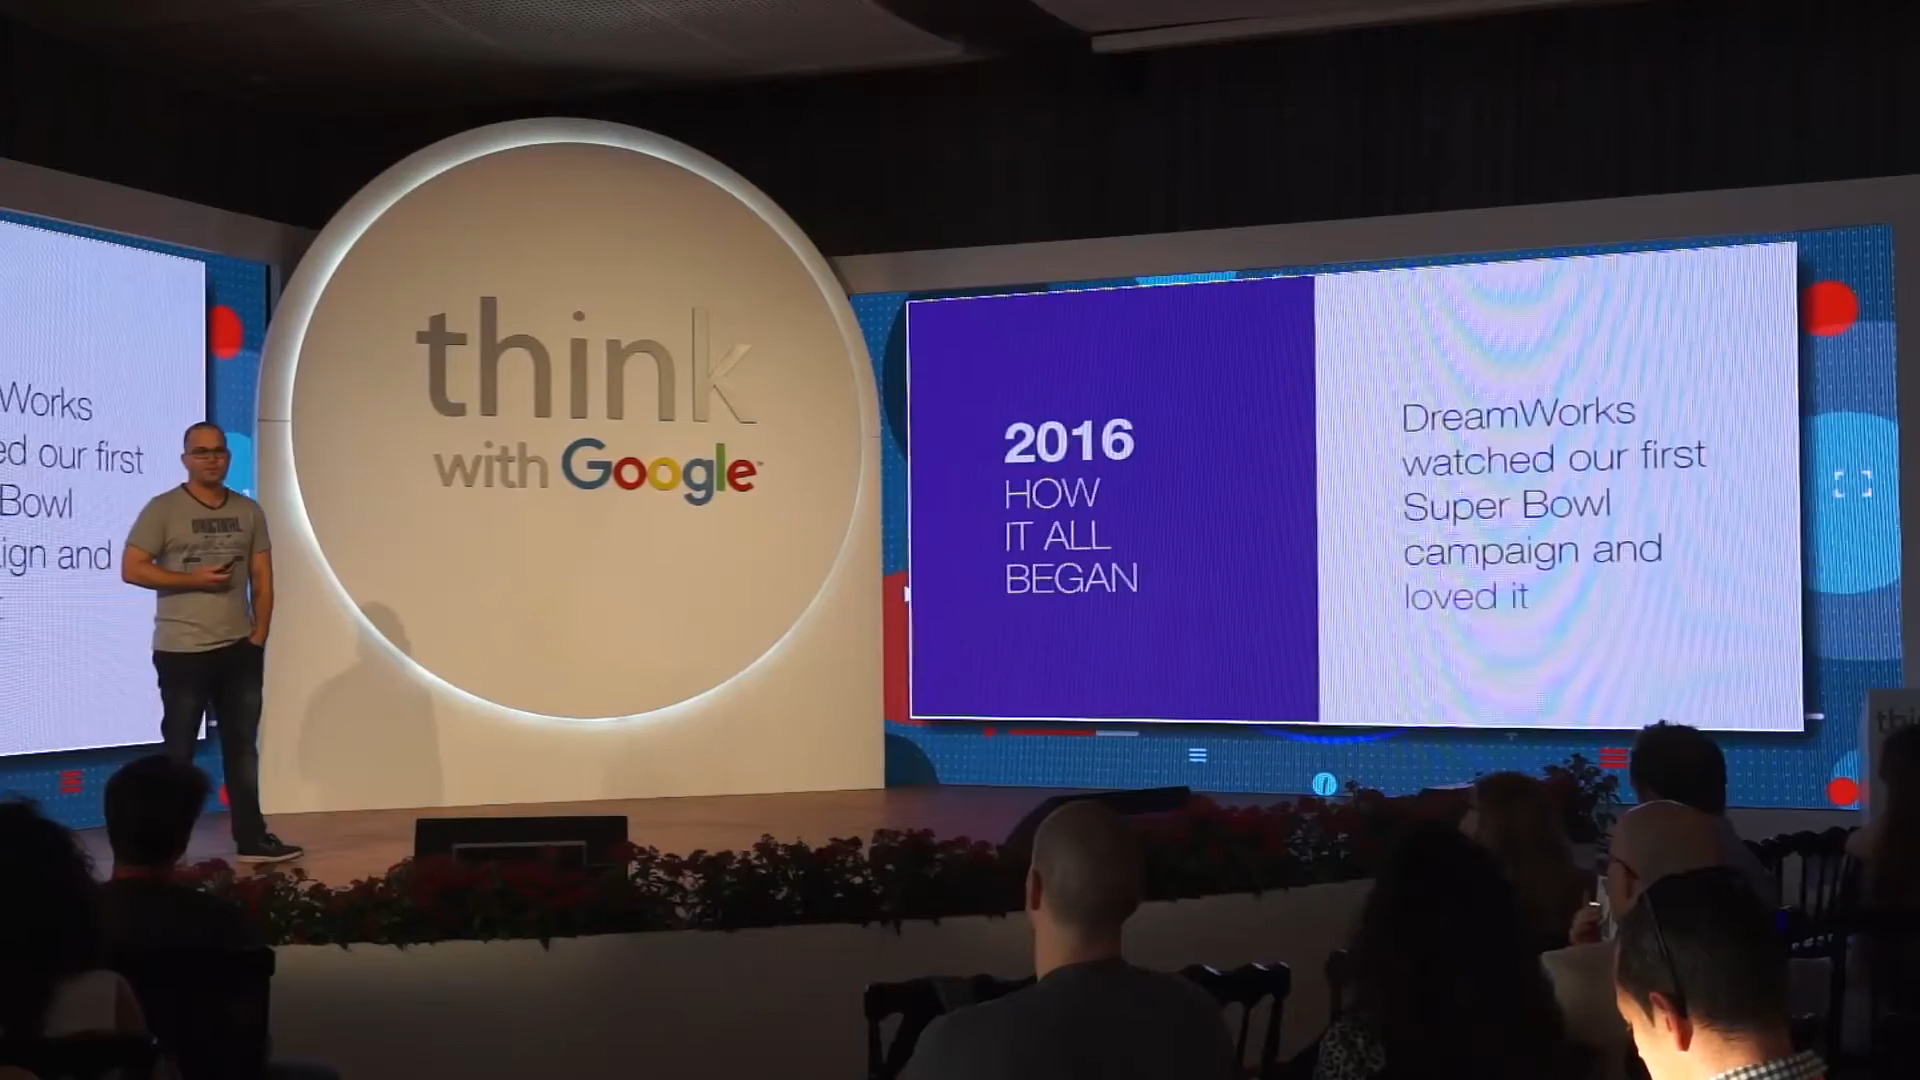 Works
ed our first
Bowl
ign and
ORIGINAL
think
with Google
2016
HOW
IT ALL
BEGAN
DreamWorks
watched our first
Super Bowl
campaign and
loved it
thi